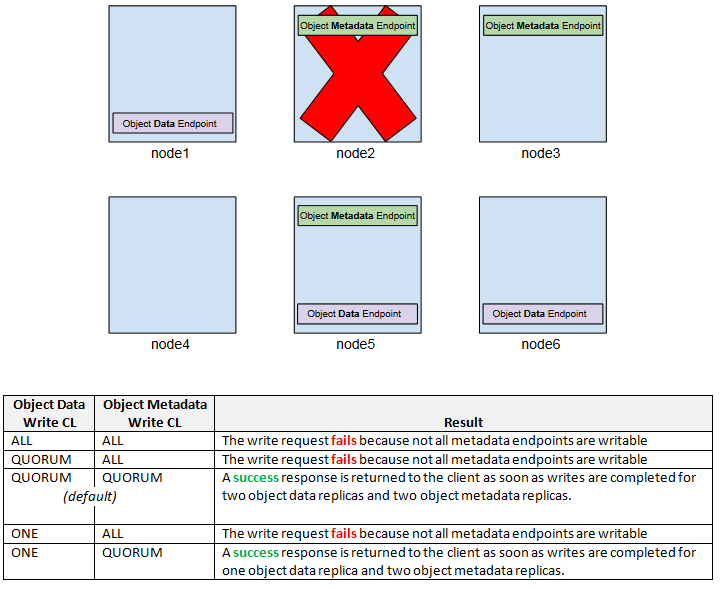 Object Metadata Endpoint
Object Metadata Endpoint
Object Data Endpoint
node1
node2
node3
Object Metadata Endpoint
Object Data Endpoint
Object Data Endpoint
node4
node5
node6
Object Data Write CL
Object Metadata Write CL
Result
ALL
ALL
The write request fails because not all metadata endpoints are writable
QUORUM
ALL
The write request fails because not all metadata endpoints are writable
QUORUM
QUORUM
(default)
A success response is returned to the client as soon as writes are completed for
two object data replicas and two object metadata replicas.
ONE
ALL
The write request fails because not all metadata endpoints are writable
ONE
QUORUM
A success response is returned to the client as soon as writes are completed for
one object data replica and two object metadata replicas.